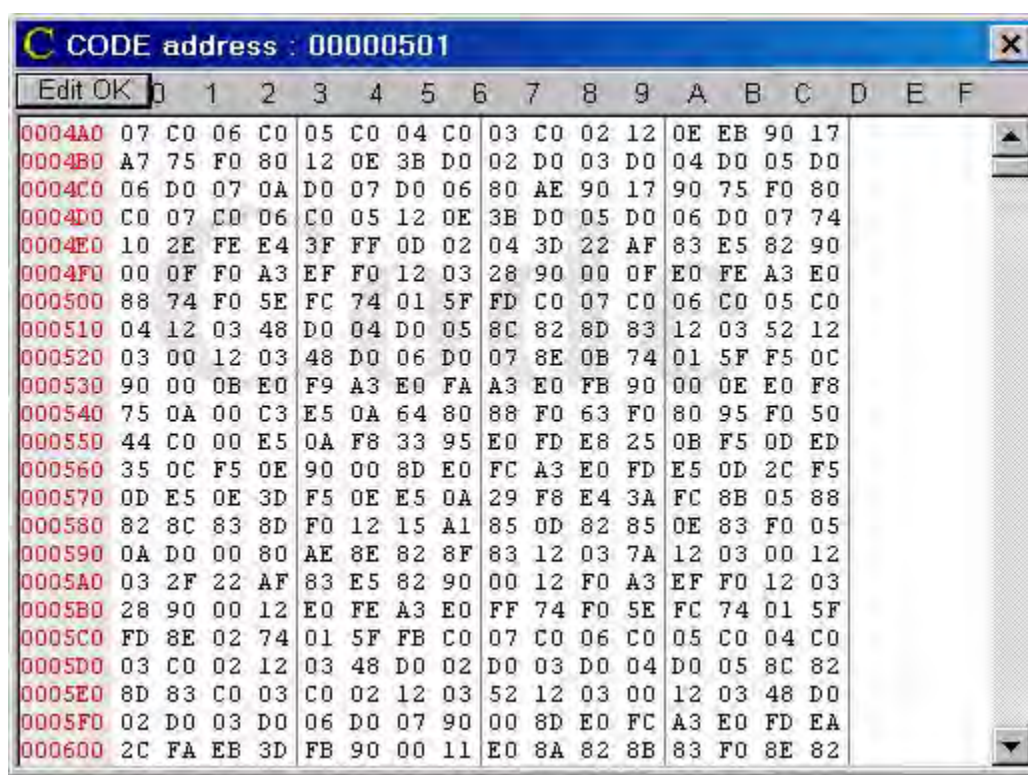 C CODE address : 00000501
Edit OK 0 1 2 3 4 5 6 7 8 9 A B C D E F
0004A0 07 C0 06 C0 05 C0 04 C0 03 C0 02 12 0E EB 90 17
0004B0 A7 75 F0 80 12 0E 3B D0 02 D0 03 D0 04 D0 05 D0
0004C0 06 D0 07 0A D0 07 D0 06 80 AE 90 17 90 75 F0 80
0004D0 C0 07 C0 06 C0 05 12 0E 3B D0 05 D0 06 D0 07 74
0004E0 10 2E FE E4 3F FF 0D 02 04 3D 22 AF 83 E5 82 90
0004F0 00 0F F0 A3 EF F0 12 03 28 90 00 0F E0 FE A3 E0
000500 88 74 F0 5E FC 74 01 5F FD C0 07 C0 06 C0 05 C0
000510 04 12 03 48 D0 04 D0 05 8C 82 8D 83 12 03 52 12
000520 03 00 12 03 48 D0 06 D0 07 8E 0B 74 01 5F F5 0C
000530 90 00 0B E0 F9 A3 E0 FA A3 E0 FB 90 00 0E E0 F8
000540 75 0A 00 C3 E5 0A 64 80 88 F0 63 F0 80 95 F0 50
000550 44 C0 00 E5 0A F8 33 95 E0 FD E8 25 0B F5 0D ED
000560 35 0C F5 0E 90 00 8D E0 FC A3 E0 FD E5 0D 2C F5
000570 0D E5 0E 3D F5 0E E5 0A 29 F8 E4 3A FC 8B 05 88
000580 82 8C 83 8D F0 12 15 A1 85 0D 82 85 0E 83 F0 05
000590 0A D0 00 80 AE 8E 82 8F 83 12 03 7A 12 03 00 12
0005A0 03 2F 22 AF 83 E5 82 90 00 12 F0 A3 EF F0 12 03
0005B0 28 90 00 12 E0 FE A3 E0 FF 74 F0 5E FC 74 01 5F
0005C0 FD 8E 02 74 01 5F FB C0 07 C0 06 C0 05 C0 04 C0
0005D0 03 C0 02 12 03 48 D0 02 D0 03 D0 04 D0 05 8C 82
0005E0 8D 83 C0 03 C0 02 12 03 52 12 03 00 12 03 48 D0
0005F0 02 D0 03 D0 06 D0 07 90 00 8D E0 FC A3 E0 FD EA
000600 2C FA EB 3D FB 90 00 11 E0 8A 82 8B 83 F0 8E 82
Code